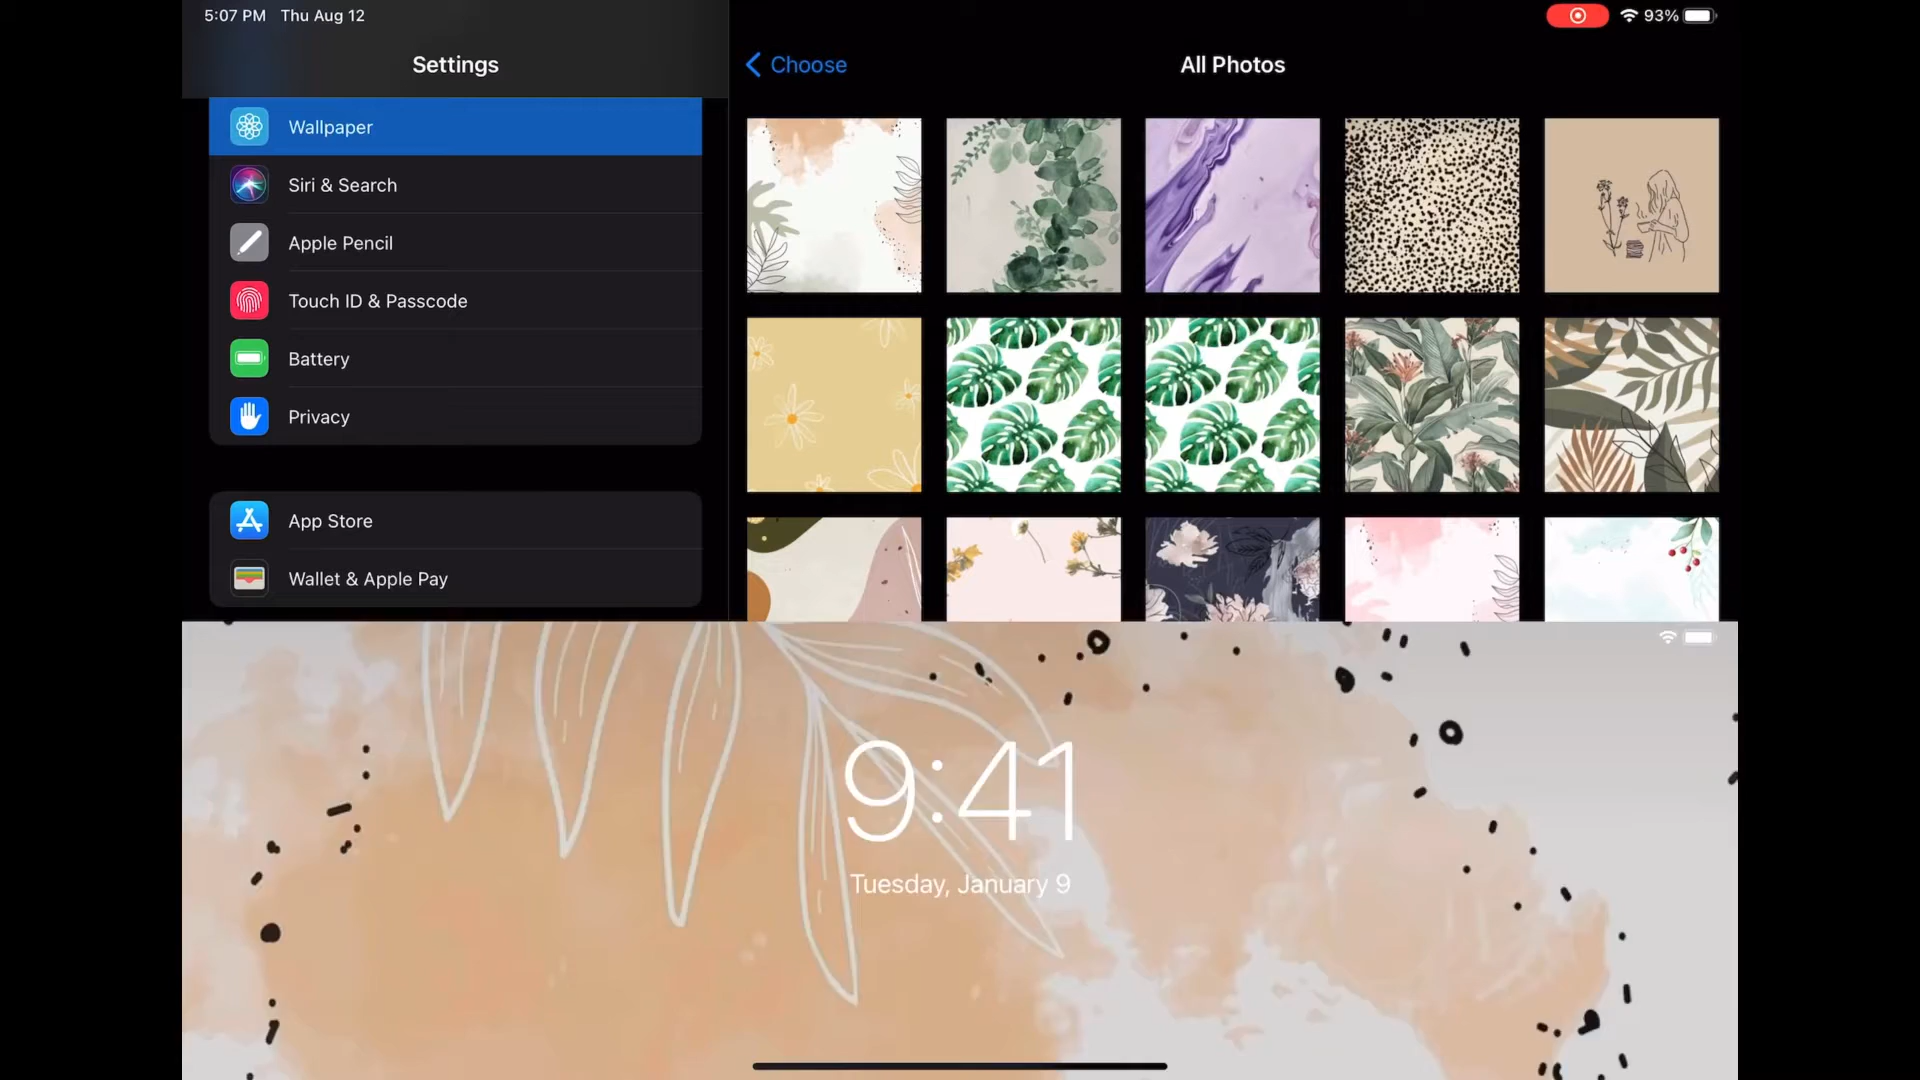 5:07 PM Thu Aug 12
93%
Settings
Choose
All Photos
Wallpaper
Siri & Search
Apple Pencil
Touch ID & Passcode
Battery
Privacy
App Store
Wallet & Apple Pay
9:41
Tuesday, January 9